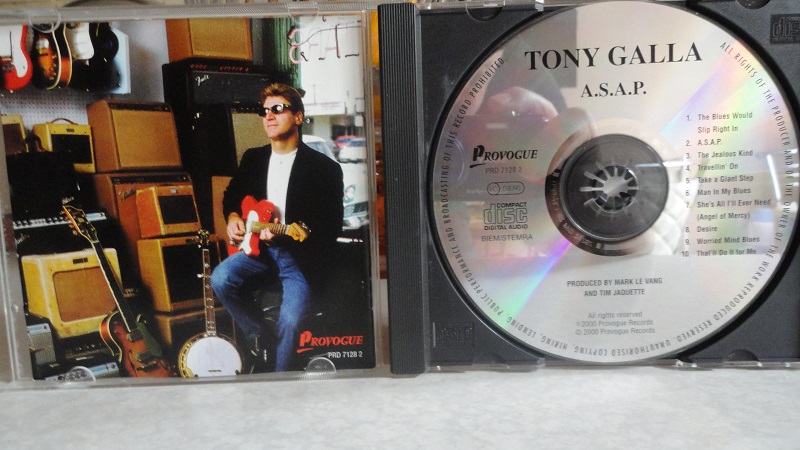 Fender
PROVOGUE
PRD 7128 2
TONY GALLA
A.S.A.P.
PROVOGUE
PRD 7128 2
STEREO
COMPACT
disc
DIGITAL AUDIO
BIEM/STEMRA
1. The Blues Would
Slip Right In
2. A.S.A.P.
3. The Jealous Kind
4. Travellin' On
5. Take a Giant Step
6. Man In My Blues
7. She's All I'll Ever Need
(Angel of Mercy)
8. Desire
9. Worried Mind Blues
10. That'll Do It for Me
PRODUCED BY MARK LE VANG
AND TIM JAQUETTE
All rights reserved
℗ 2000 Provogue Records
© 2000 Provogue Records
ALL RIGHTS OF THE PRODUCER AND OF THE OWNER OF THE WORK REPRODUCED RESERVED. UNAUTHORISED COPYING, HIRING, LENDING, PUBLIC PERFORMANCE AND BROADCASTING OF THIS RECORD PROHIBITED